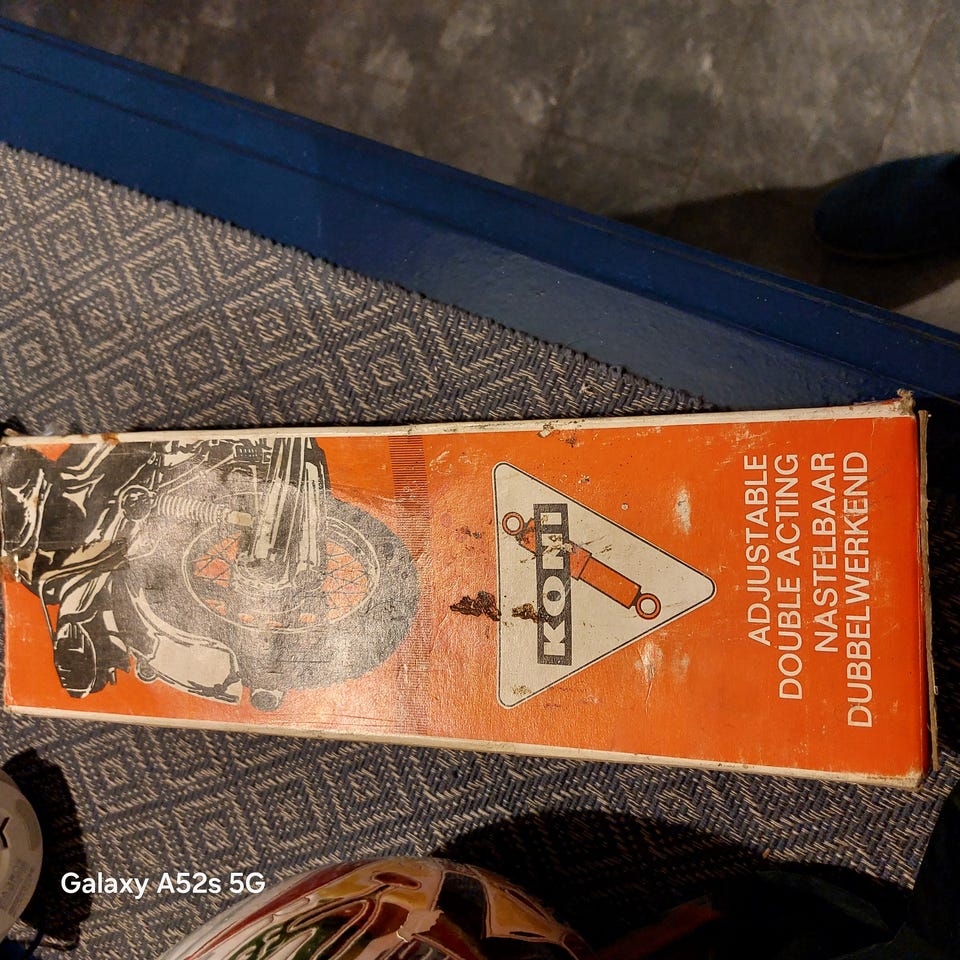 KONI
ADJUSTABLE
DOUBLE ACTING
NASTELBAAR
DUBBELWERKEND
Galaxy A52s 5G